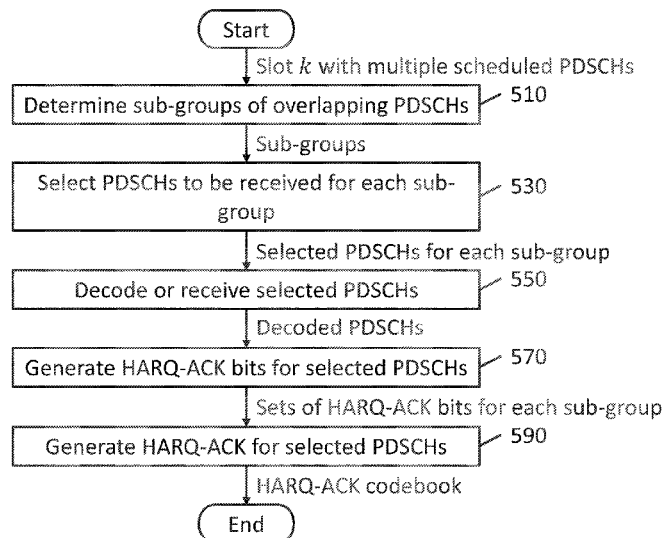 Start
Slot k with multiple scheduled PDSCHs
Determine sub-groups of overlapping PDSCHs
510
Sub-groups
Select PDSCHs to be received for each sub-
group
530
Selected PDSCHs for each sub-group
Decode or receive selected PDSCHs
550
Decoded PDSCHs
Generate HARQ-ACK bits for selected PDSCHs
570
Sets of HARQ-ACK bits for each sub-group
Generate HARQ-ACK for selected PDSCHs
590
HARQ-ACK codebook
End